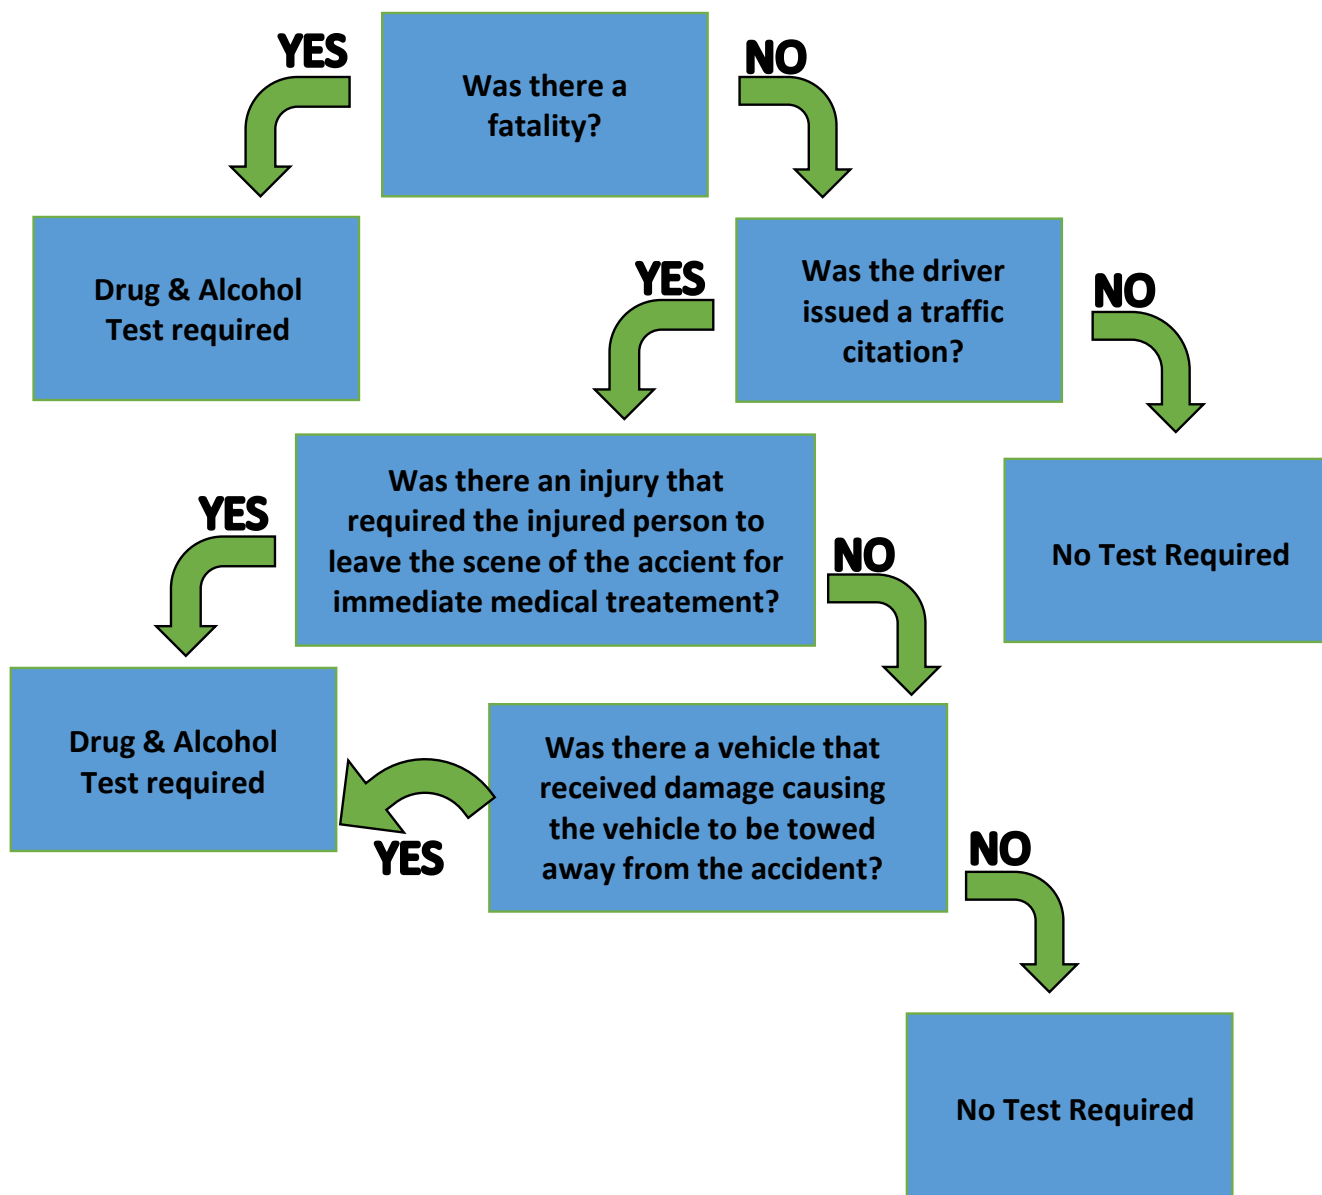 YES
Was there a
fatality?
NO
Drug & Alcohol
Test required
YES
Was the driver
issued a traffic
citation?
NO
YES
Was there an injury that
required the injured person to
leave the scene of the accient for
immediate medical treatement?
NO
No Test Required
Drug & Alcohol
Test required
YES
Was there a vehicle that
received damage causing
the vehicle to be towed
away from the accident?
NO
No Test Required